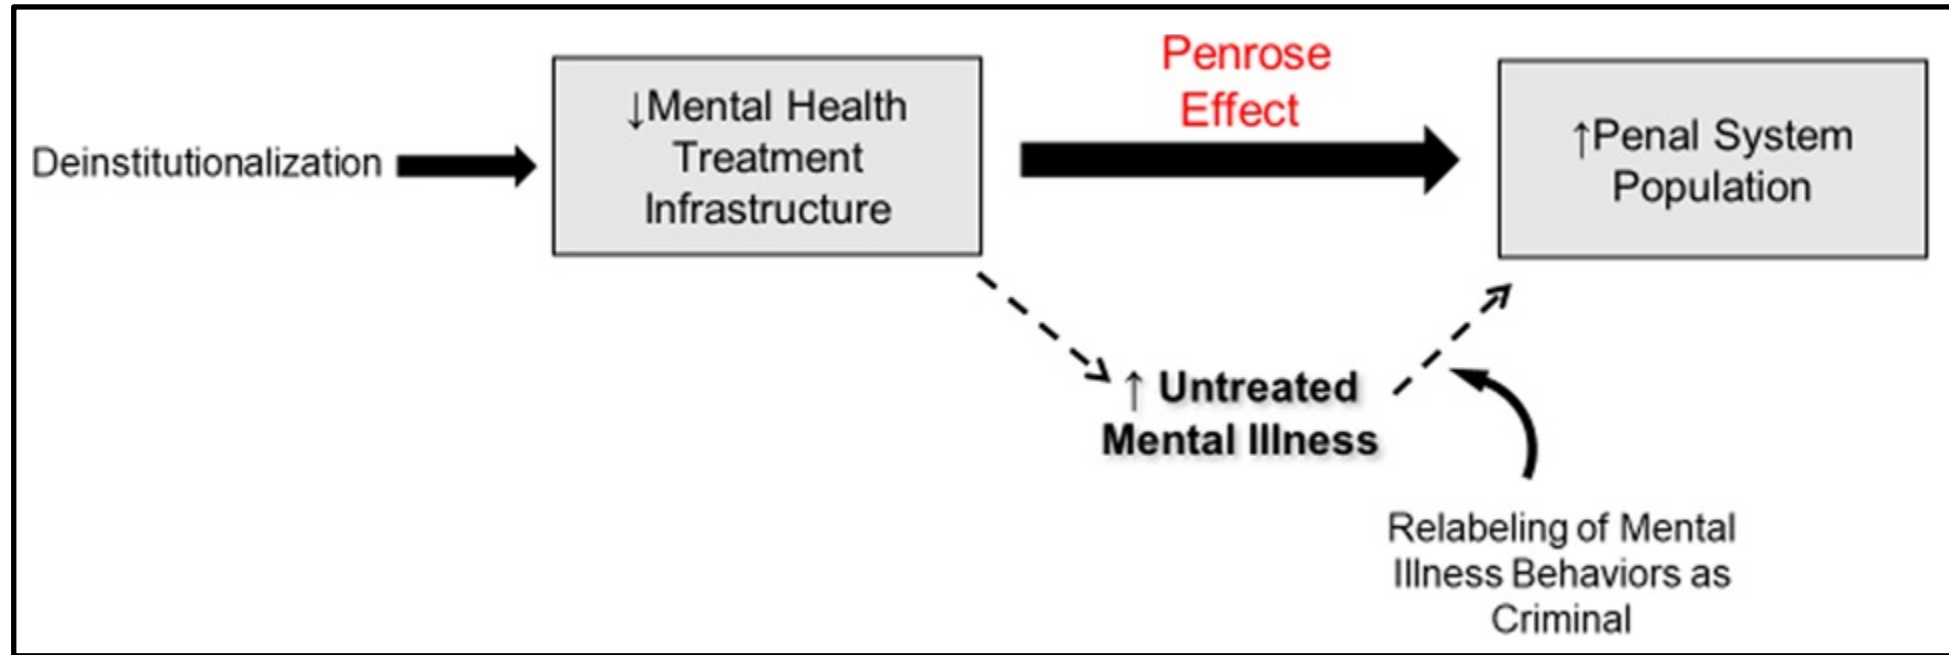 Deinstitutionalization
↓Mental Health
Treatment
Infrastructure
Penrose
Effect
↑Penal System
Population
↑ Untreated
Mental Illness
Relabeling of Mental
Illness Behaviors as
Criminal